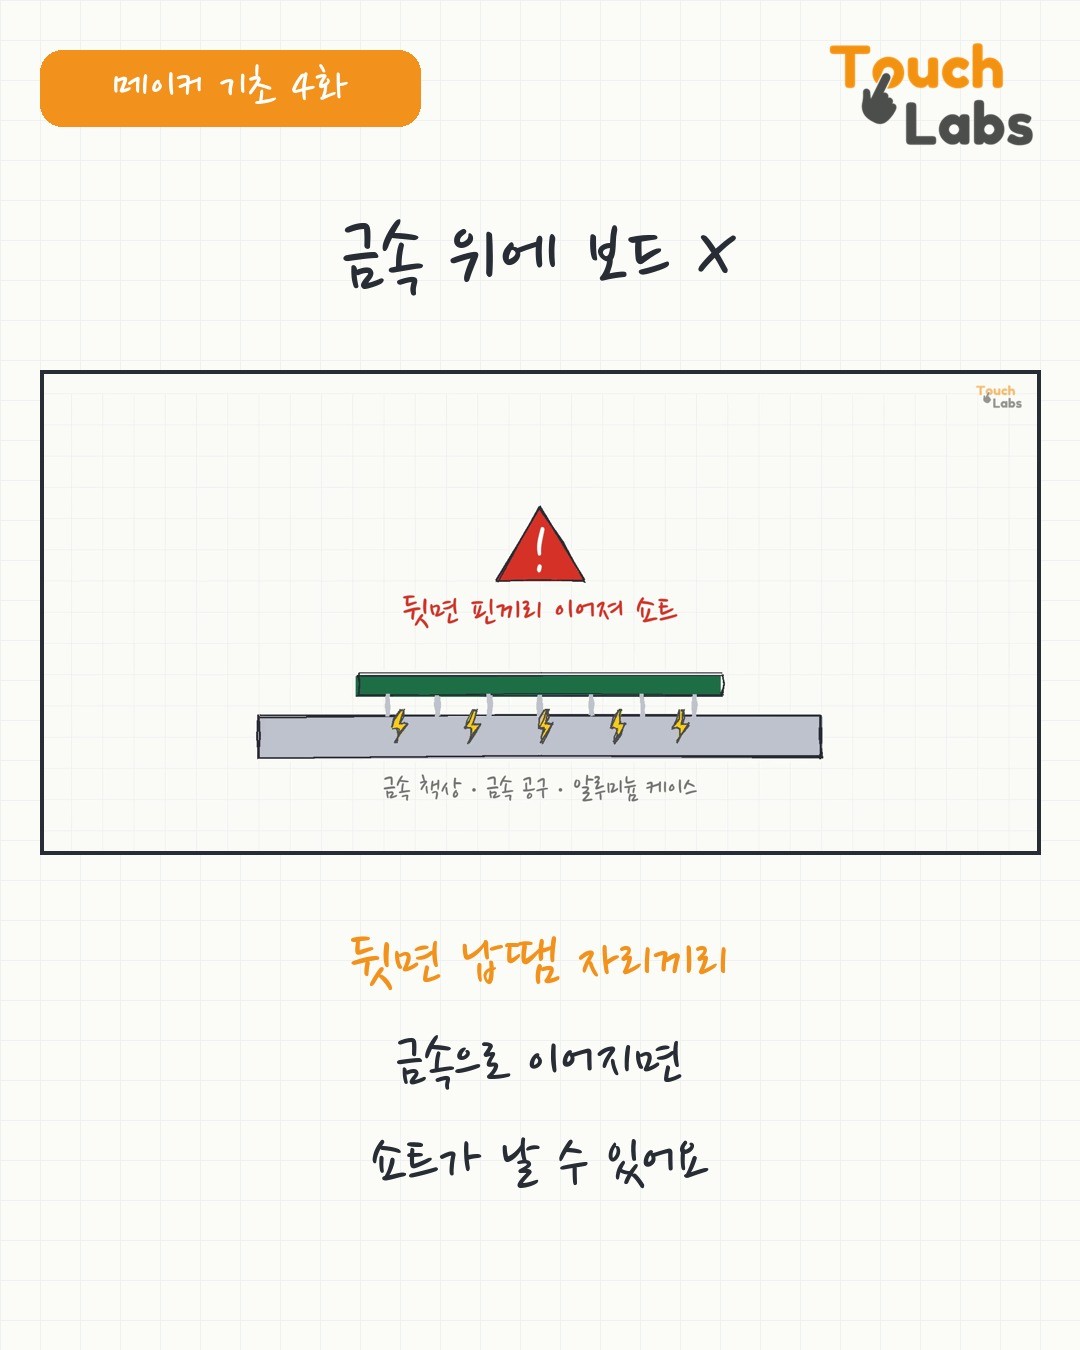 메이커 기초 4화
Touch
Labs
금속 위에 보드 X
Touch
Labs
!
뒷면 핀끼리 이어져 쇼트
금속 책상 · 금속 공구 · 알루미늄 케이스
뒷면 납땜 자리끼리
금속으로 이어지면
쇼트가 날 수 있어요